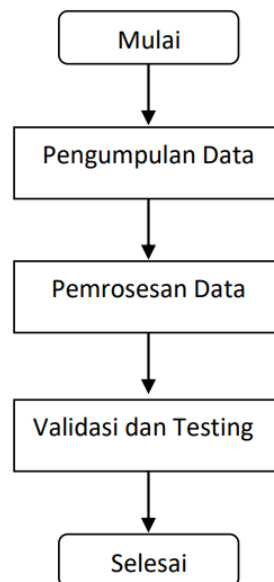 Mulai
Pengumpulan Data
Pemrosesan Data
Validasi dan Testing
Selesai